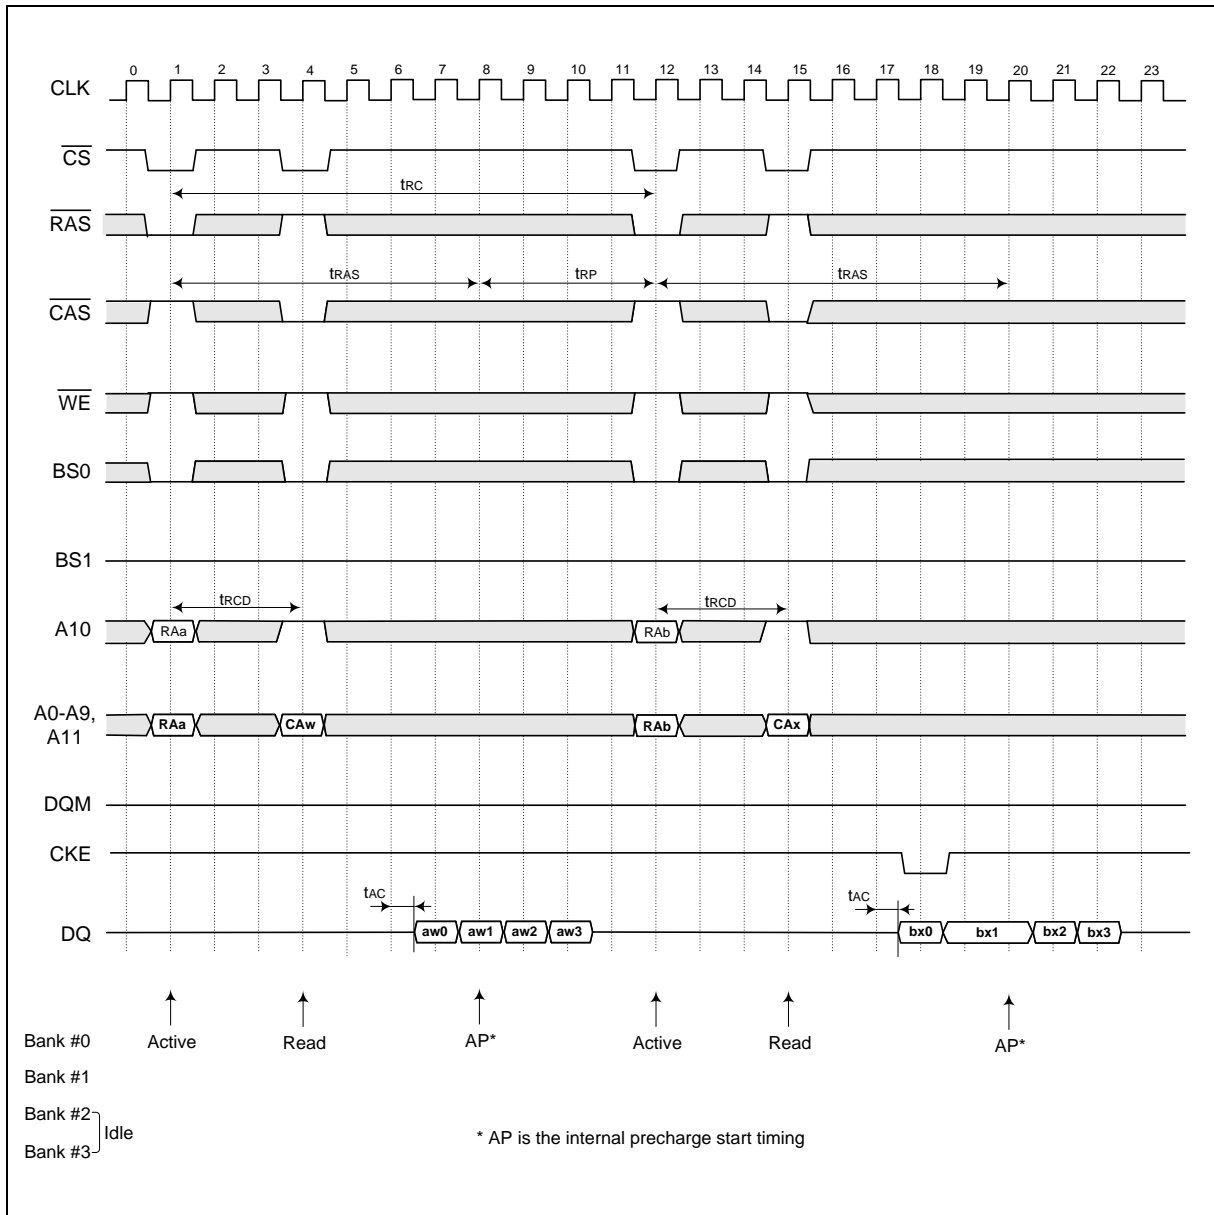 0 1 2 3 4 5 6 7 8 9 10 11 12 13 14 15 16 17 18 19 20 21 22 23
CLK
CS
tRC
RAS
tRAS tRP tRAS
CAS
WE
BS0
BS1
tRCD tRCD
A10 RAa RAb
A0-A9,
A11 RAa CAw RAb CAx
DQM
CKE
tAC tAC
DQ aw0 aw1 aw2 aw3 bx0 bx1 bx2 bx3
Bank #0 Active Read AP* Active Read AP*
Bank #1
Bank #2
Idle
Bank #3
* AP is the internal precharge start timing